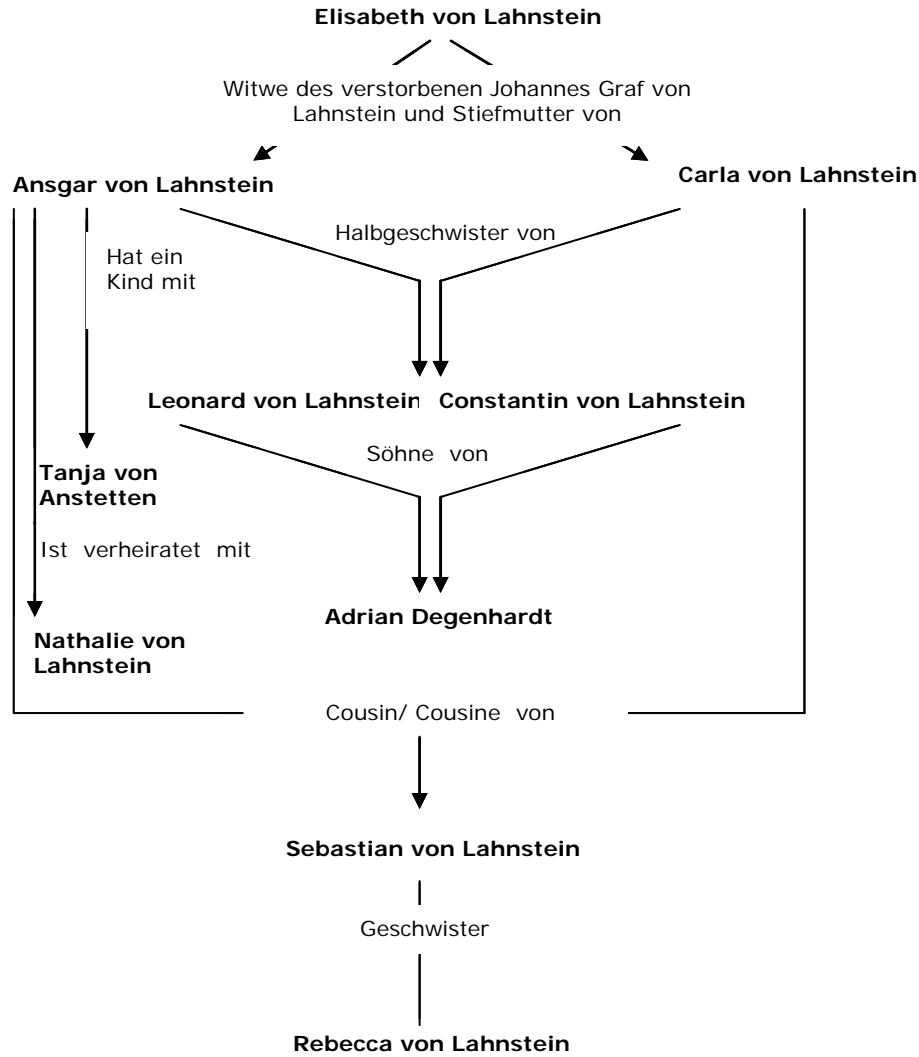 Elisabeth von Lahnstein
Witwe des verstorbenen Johannes Graf von
Lahnstein und Stiefmutter von
Ansgar von Lahnstein
Carla von Lahnstein
Halbgeschwister von
Hat ein
Kind mit
Leonard von Lahnstein
Constantin von Lahnstein
Söhne von
Tanja von
Anstetten
Ist verheiratet mit
Adrian Degenhardt
Nathalie von
Lahnstein
Cousin/ Cousine von
Sebastian von Lahnstein
Geschwister
Rebecca von Lahnstein